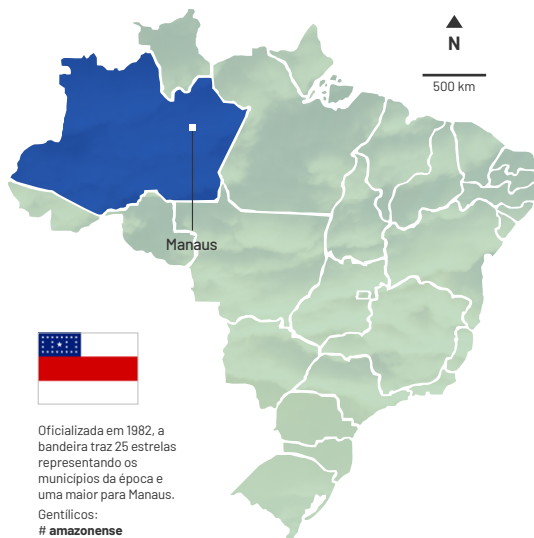 N
500 km
Manaus
Oficializada em 1982, a
bandeira traz 25 estrelas
representando os
municípios da época e
uma maior para Manaus.
Gentílicos:
# amazonense